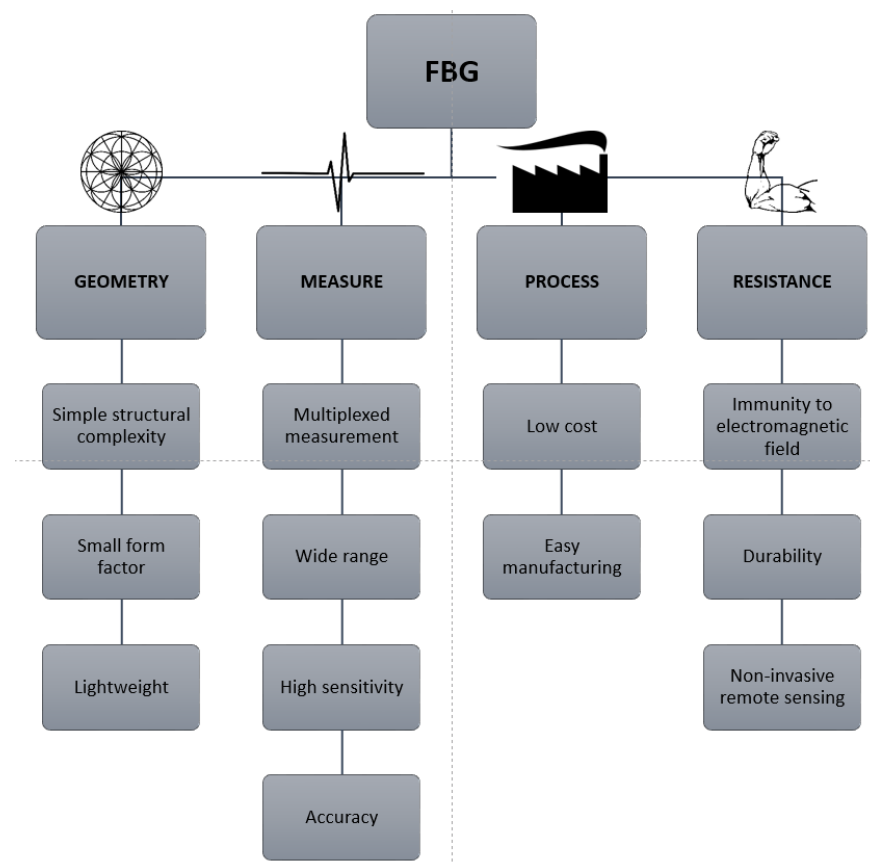 FBG
GEOMETRY
MEASURE
PROCESS
RESISTANCE
Simple structural
complexity
Multiplexed
measurement
Low cost
Immunity to
electromagnetic
field
Small form
factor
Wide range
Easy
manufacturing
Durability
Lightweight
High sensitivity
Non-invasive
remote sensing
Accuracy